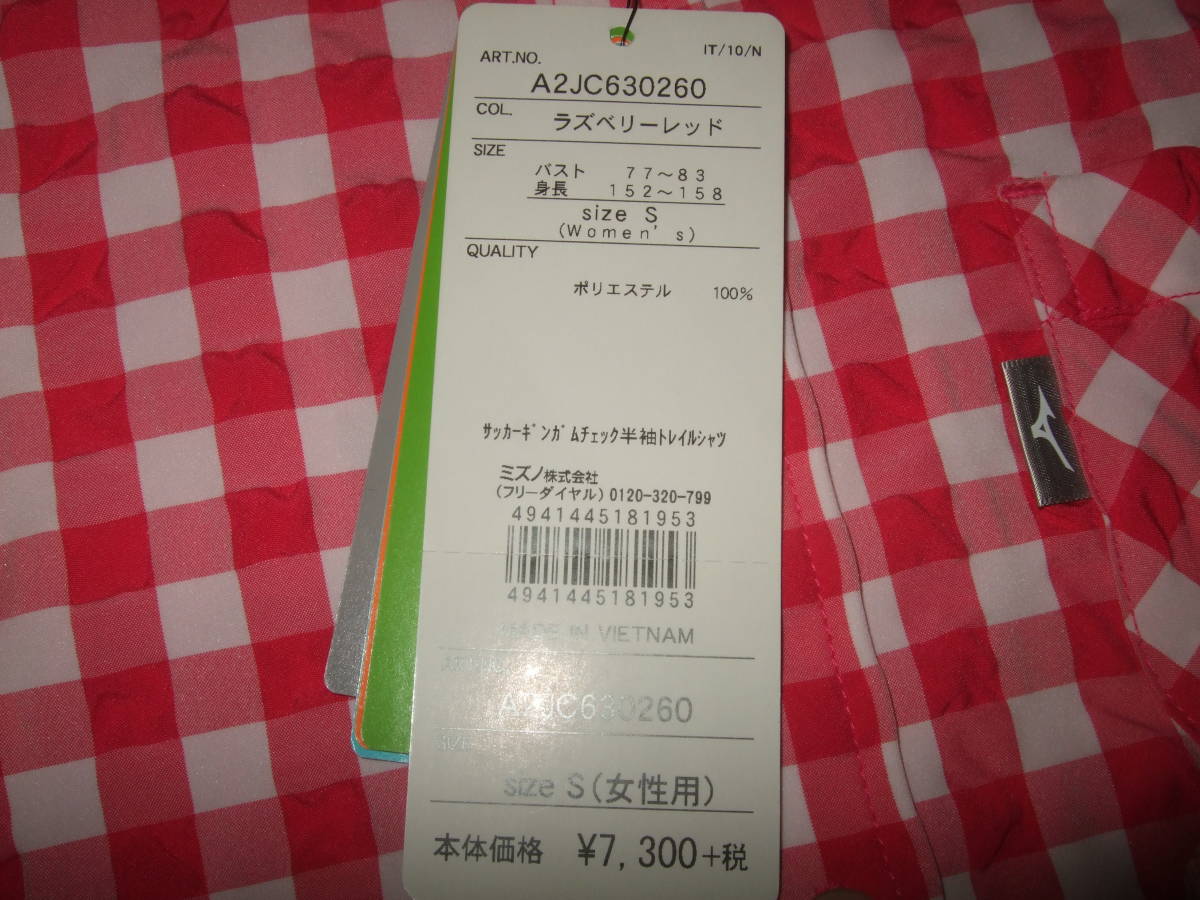 ART.NO.
IT/10/N
A2JC630260
COL.
ラズベリーレッド
SIZE
バスト 77~83
身長 152~158
size S
(Women's)
QUALITY
ポリエステル 100%
サッカーギンガムチェック半袖トレイルシャツ
ミズノ株式会社
(フリーダイヤル) 0120-320-799
4941445181953
4941445181953
MADE IN VIETNAM
A2JC630260
SIZE
size S (女性用)
本体価格 ¥7,300+税